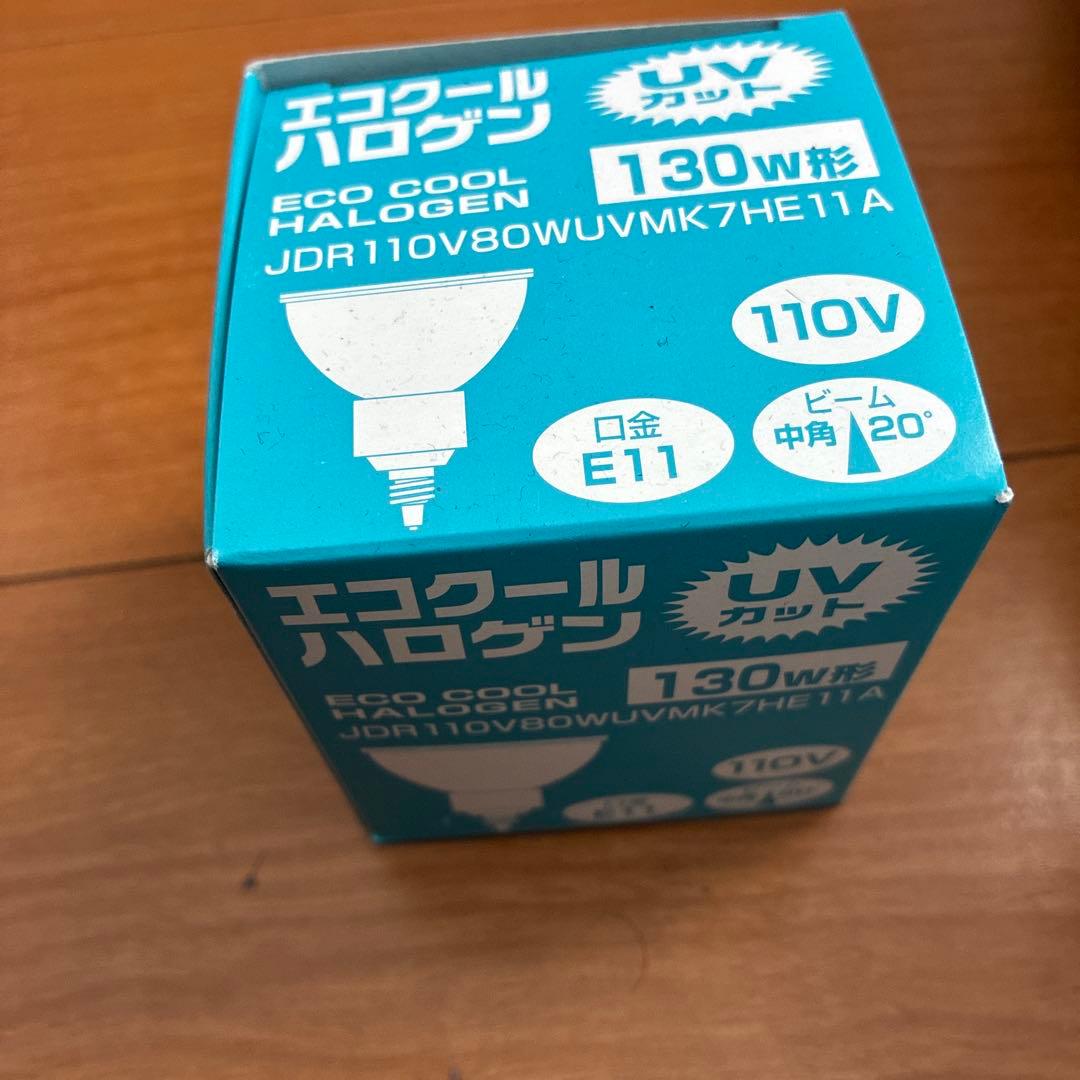 エコクール
ハロゲン
UV
カット
ECO COOL
HALOGEN
130W形
JDR110V80WUVMK7HE11A
110V
口金
E11
ビーム
中角 20°
エコクール
ハロゲン
UV
カット
ECO COOL
HALOGEN
130W形
JDR110V80WUVMK7HE11A
110V
E11